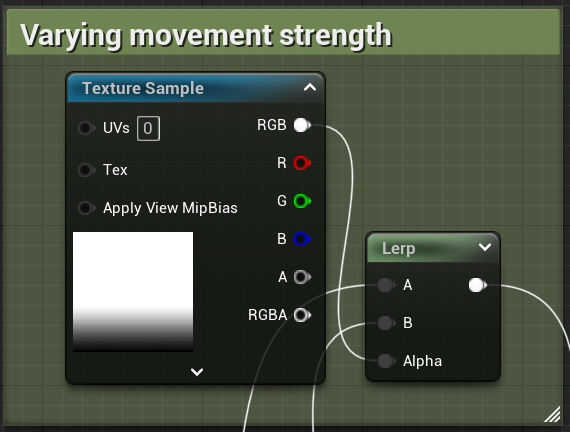 Varying movement strength
Texture Sample
UVs 0
RGB
R
Tex
G
Apply View MipBias
B
A
RGBA
Lerp
A
B
Alpha